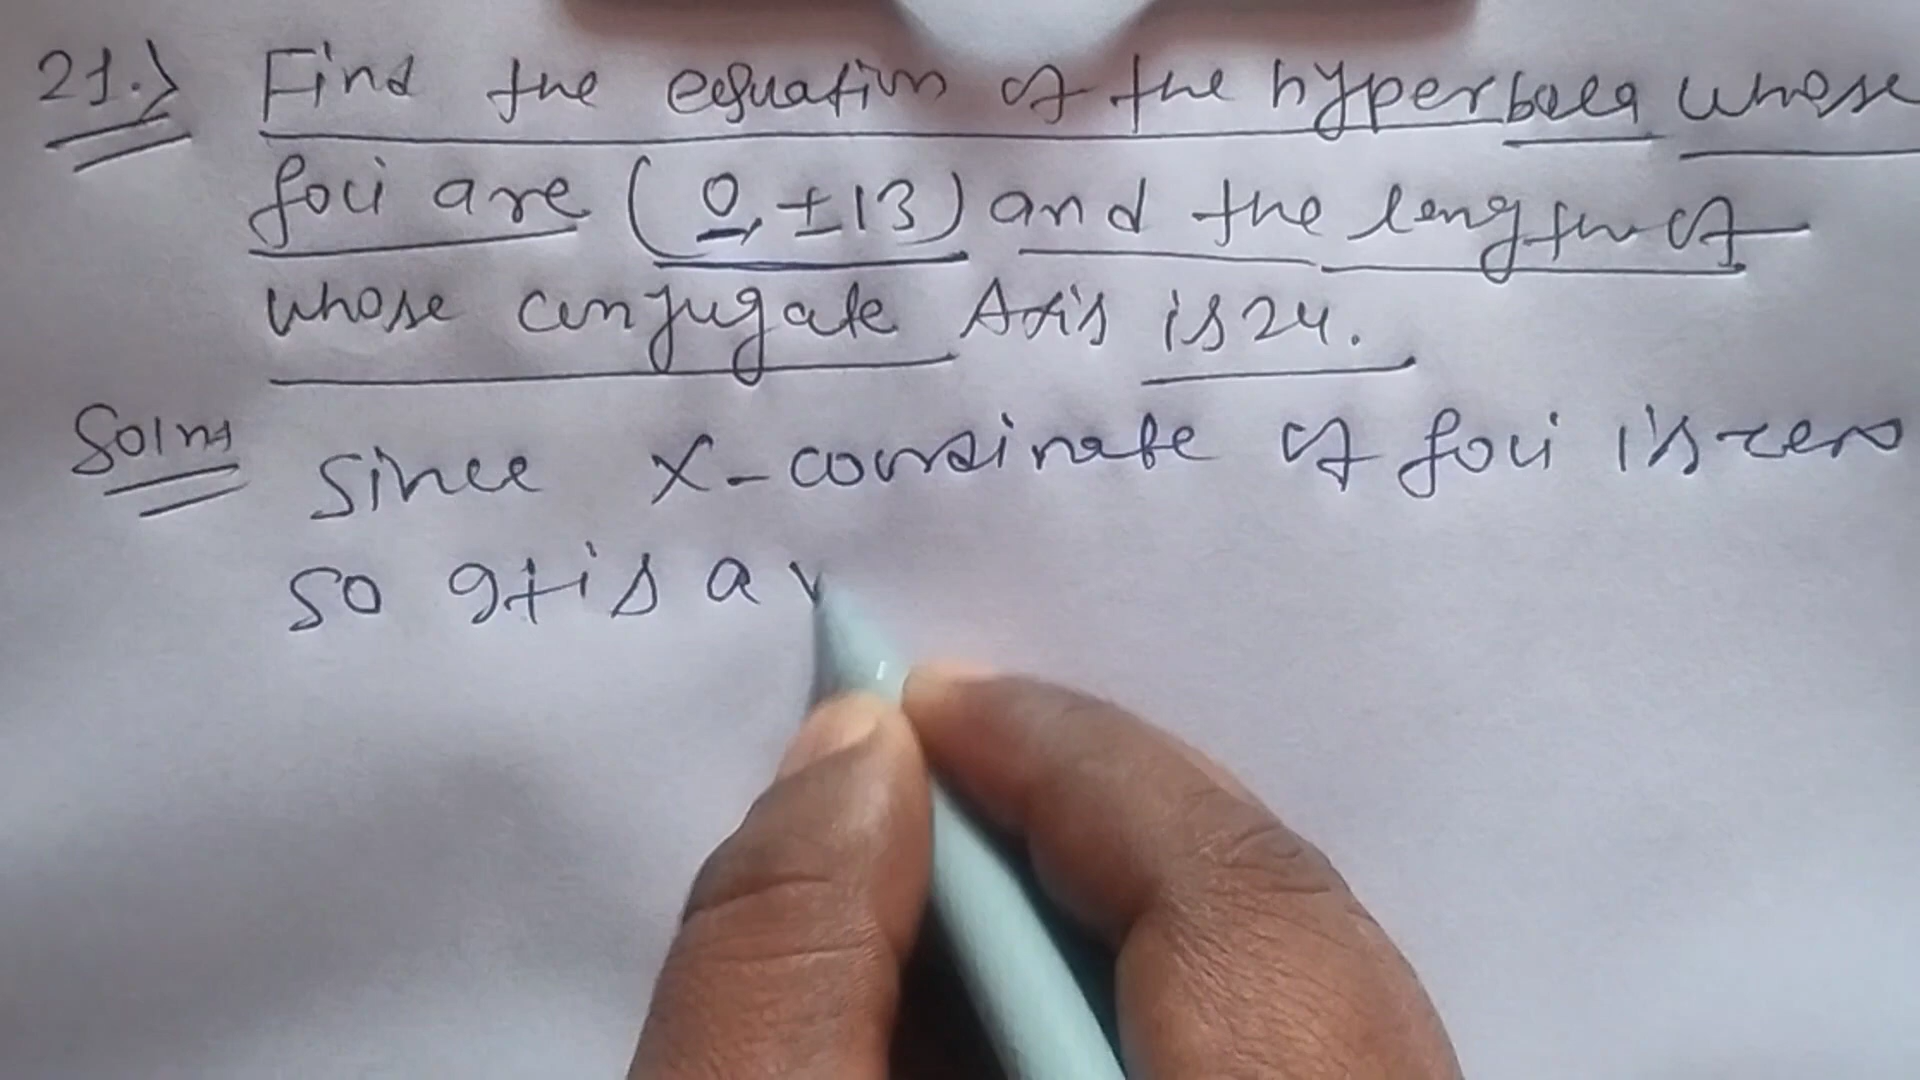 21.) Find the equation of the hyperbola whose
foci are (0, ±13) and the length of
whose conjugate Axis is 24.
Soln: Since X-coordinate of foci is zero
so It is a v